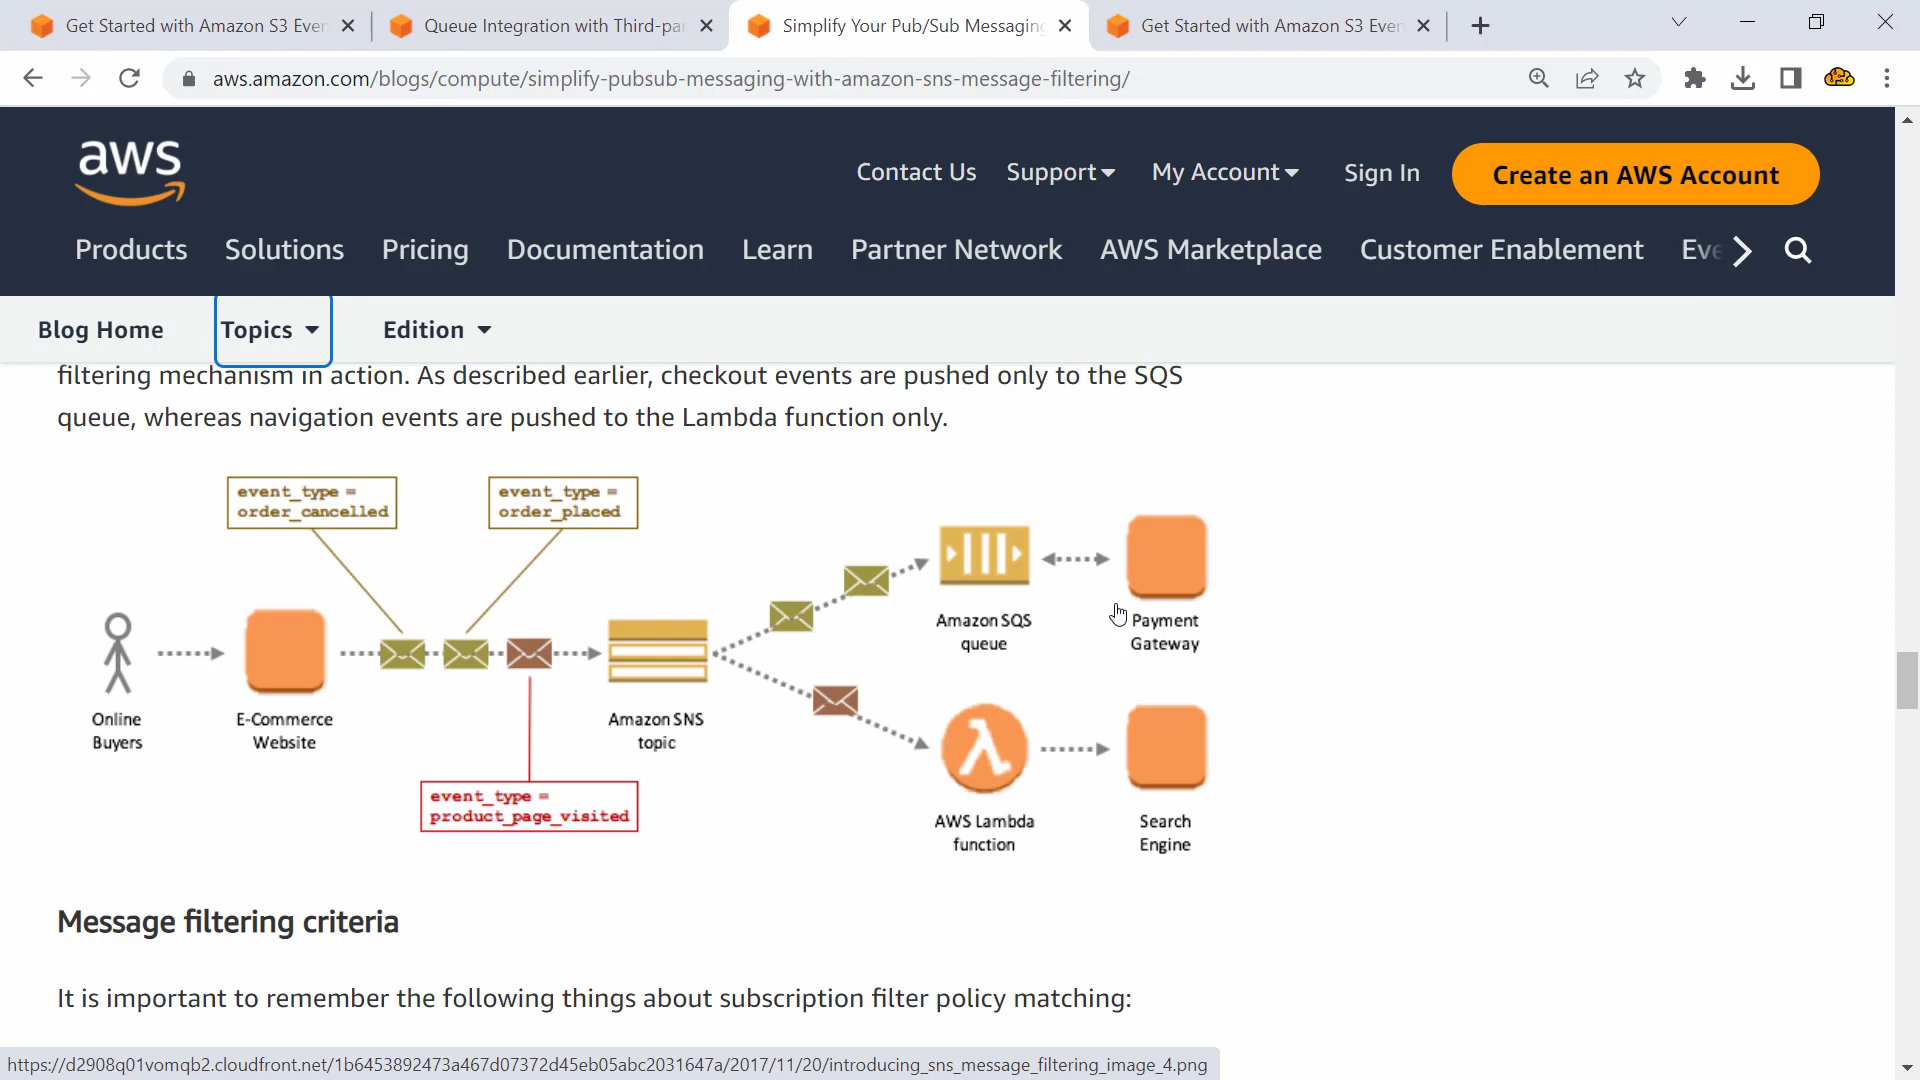 Get Started with Amazon S3 Even
Queue Integration with Third-par
Simplify Your Pub/Sub Messaging
Get Started with Amazon S3 Even
aws.amazon.com/blogs/compute/simplify-pubsub-messaging-with-amazon-sns-message-filtering/
aws
Contact Us
Support
My Account
Sign In
Create an AWS Account
Products
Solutions
Pricing
Documentation
Learn
Partner Network
AWS Marketplace
Customer Enablement
Eve
Blog Home
Topics
Edition
filtering mechanism in action. As described earlier, checkout events are pushed only to the SQS
queue, whereas navigation events are pushed to the Lambda function only.
event_type =
order_cancelled
event_type =
order_placed
Online
Buyers
E-Commerce
Website
Amazon SNS
topic
Amazon SQS
queue
Payment
Gateway
event_type =
product_page_visited
AWS Lambda
function
Search
Engine
Message filtering criteria
It is important to remember the following things about subscription filter policy matching:
https://d2908q01vomqb2.cloudfront.net/1b6453892473a467d07372d45eb05abc2031647a/2017/11/20/introducing_sns_message_filtering_image_4.png